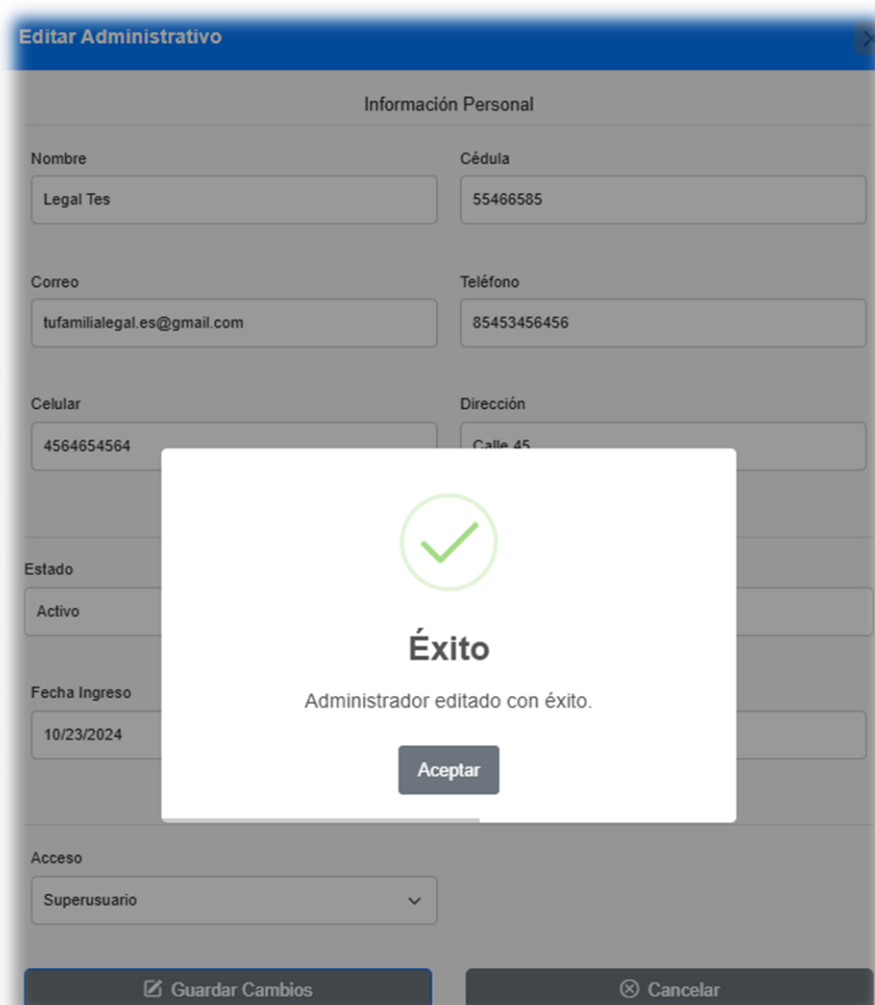 Editar Administrativo
Información Personal
Nombre
Cédula
Legal Tes
55466585
Correo
Teléfono
tufamilialegal.es@gmail.com
85453456456
Celular
Dirección
4564654564
Calle 45
Estado
Activo
Éxito
Administrador editado con éxito.
Aceptar
Fecha Ingreso
10/23/2024
Acceso
Superusuario
Guardar Cambios
Cancelar